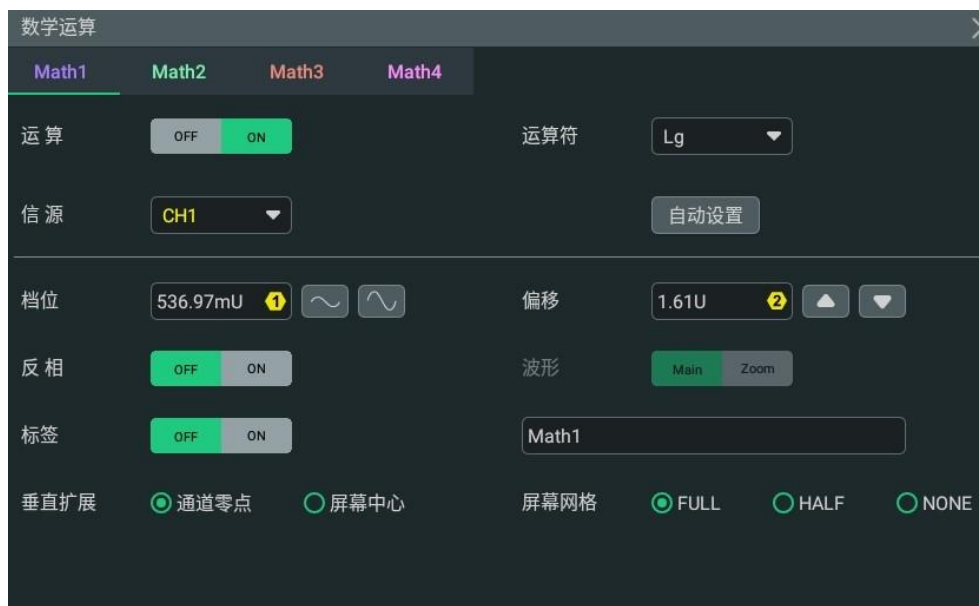 数学运算
Math1 Math2 Math3 Math4
运算 OFF ON 运算符 Lg
信源 CH1 自动设置
档位 536.97mU 1 偏移 1.61U 2
反相 OFF ON 波形 Main Zoom
标签 OFF ON Math1
垂直扩展 通道零点 屏幕中心 屏幕网格 FULL HALF NONE